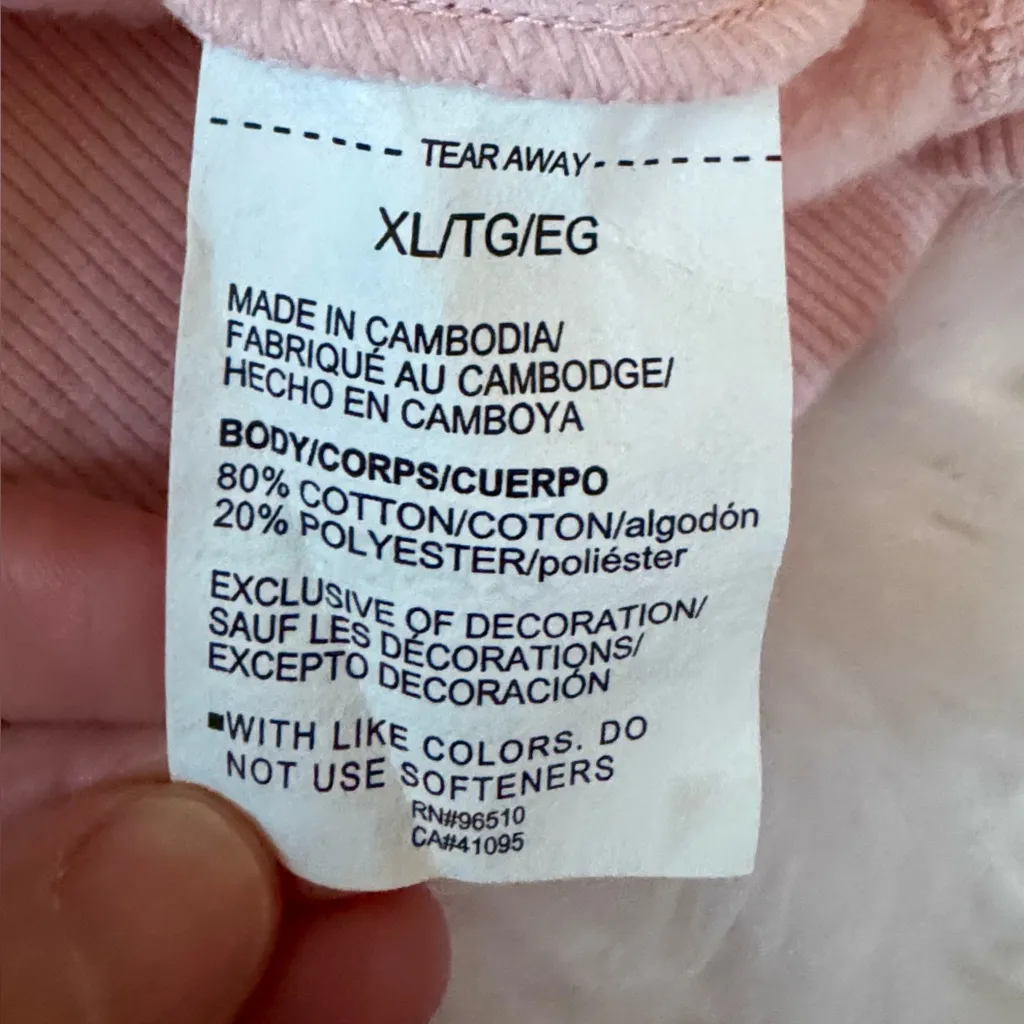 TEAR AWAY
XL/TG/EG
MADE IN CAMBODIA/
FABRIQUÉ AU CAMBODGE/
HECHO EN CAMBOYA
BODY/CORPS/CUERPO
80% COTTON/COTON/algodón
20% POLYESTER/poliéster
EXCLUSIVE OF DECORATION/
SAUF LES DÉCORATIONS/
EXCEPTO DECORACIÓN
■WITH LIKE COLORS. DO
NOT USE SOFTENERS
RN#96510
CA#41095